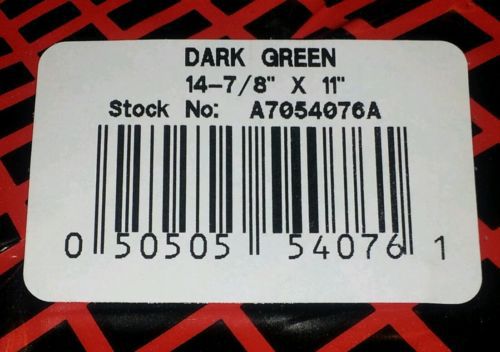 DARK GREEN
14-7/8" X 11"
Stock No: A7054076A
0 50505 54076 1